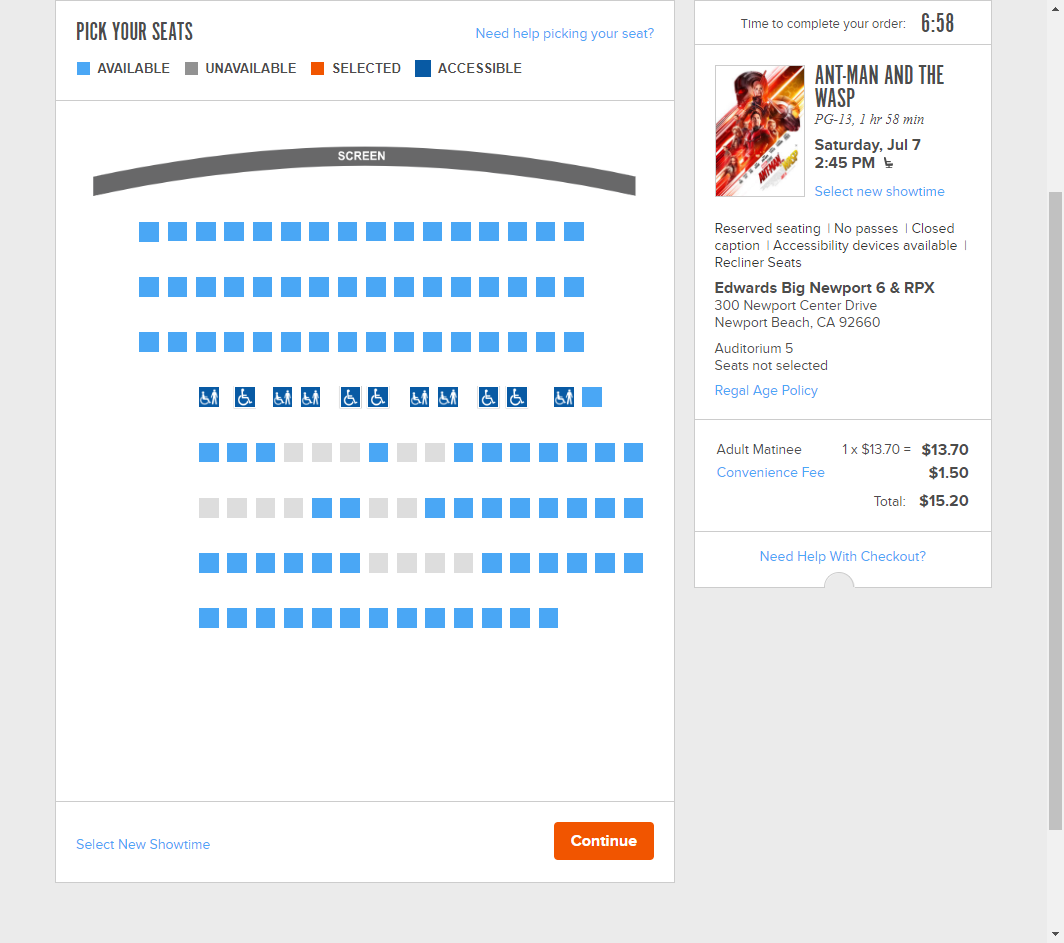 PICK YOUR SEATS
Need help picking your seat?
AVAILABLE UNAVAILABLE SELECTED ACCESSIBLE
SCREEN
Select New Showtime
Continue
Time to complete your order: 6:58
ANT-MAN AND THE
WASP
PG-13, 1 hr 58 min
Saturday, Jul 7
2:45 PM
Select new showtime
ANT-MAN
Reserved seating | No passes | Closed
caption | Accessibility devices available |
Recliner Seats
Edwards Big Newport 6 & RPX
300 Newport Center Drive
Newport Beach, CA 92660
Auditorium 5
Seats not selected
Regal Age Policy
Adult Matinee 1 x $13.70 = $13.70
Convenience Fee $1.50
Total: $15.20
Need Help With Checkout?